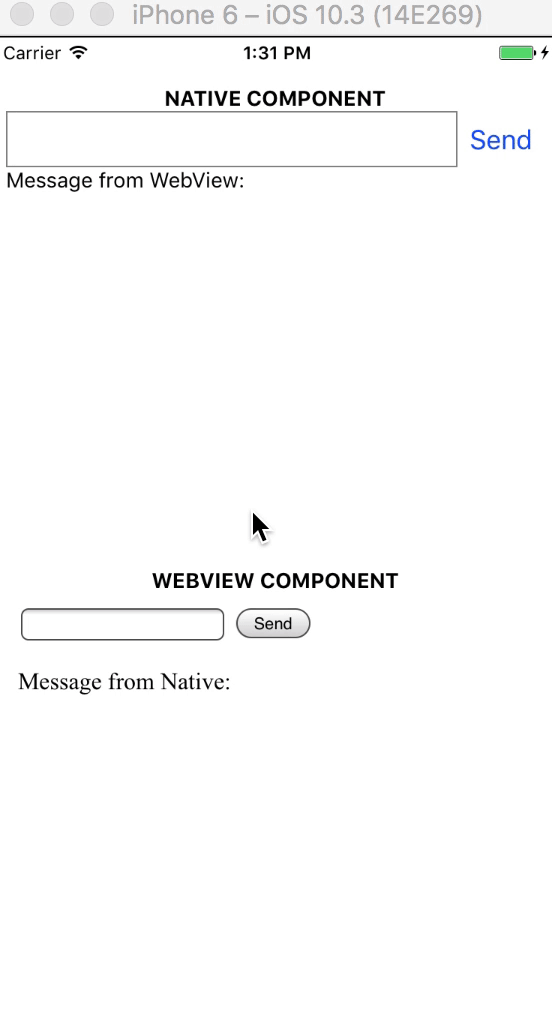 iPhone 6 – iOS 10.3 (14E269)
Carrier 1:31 PM
NATIVE COMPONENT
Send
Message from WebView:
WEBVIEW COMPONENT
Send
Message from Native: